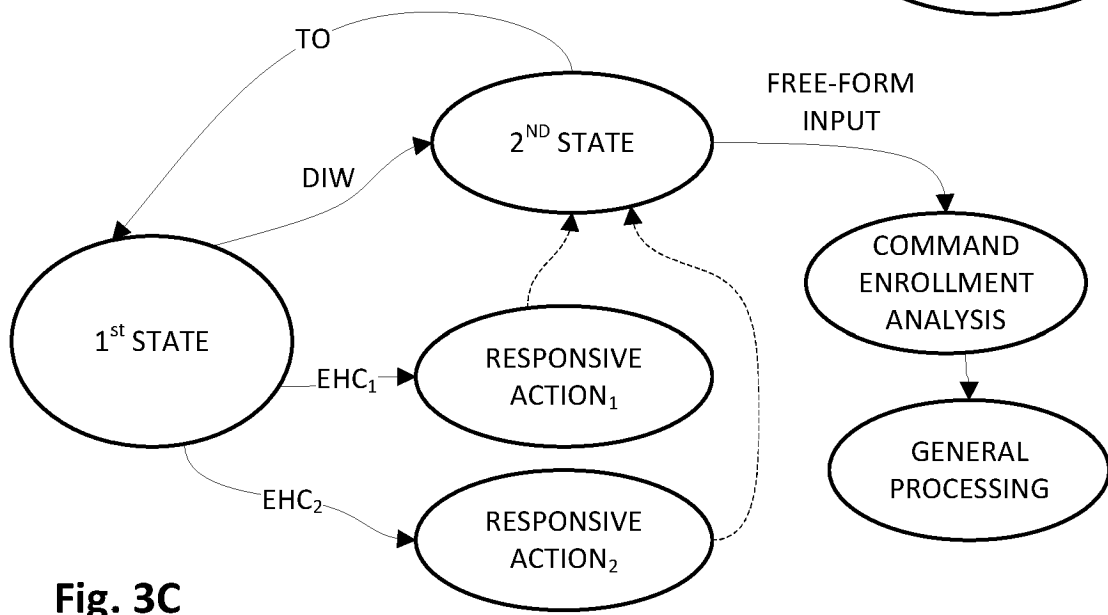 TO
FREE-FORM
INPUT
2ND STATE
DIW
COMMAND
ENROLLMENT
ANALYSIS
1st STATE
EHC1
RESPONSIVE
ACTION1
GENERAL
PROCESSING
EHC2
RESPONSIVE
ACTION2
Fig. 3C